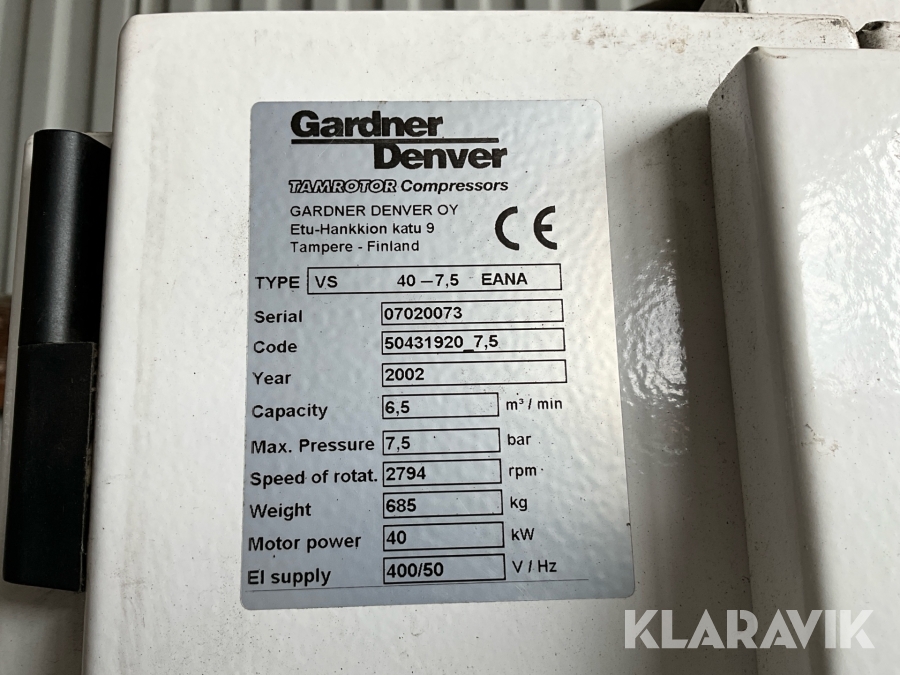 Gardner
Denver
TAMROTOR Compressors
GARDNER DENVER OY
Etu-Hankkion katu 9
Tampere - Finland
CE
TYPE VS 40 –7,5 EANA
Serial 07020073
Code 50431920_7,5
Year 2002
Capacity 6,5 m³ / min
Max. Pressure 7,5 bar
Speed of rotat. 2794 rpm
Weight 685 kg
Motor power 40 kW
El supply 400/50 V / Hz
KLARAVIK